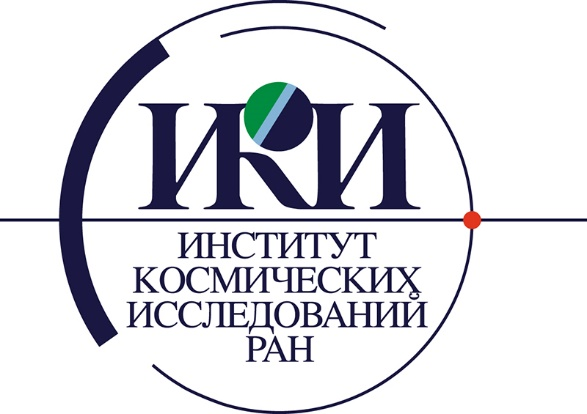 ИКИ
ИНСТИТУТ
КОСМИЧЕСКИХ
ИССЛЕДОВАНИЙ
РАН